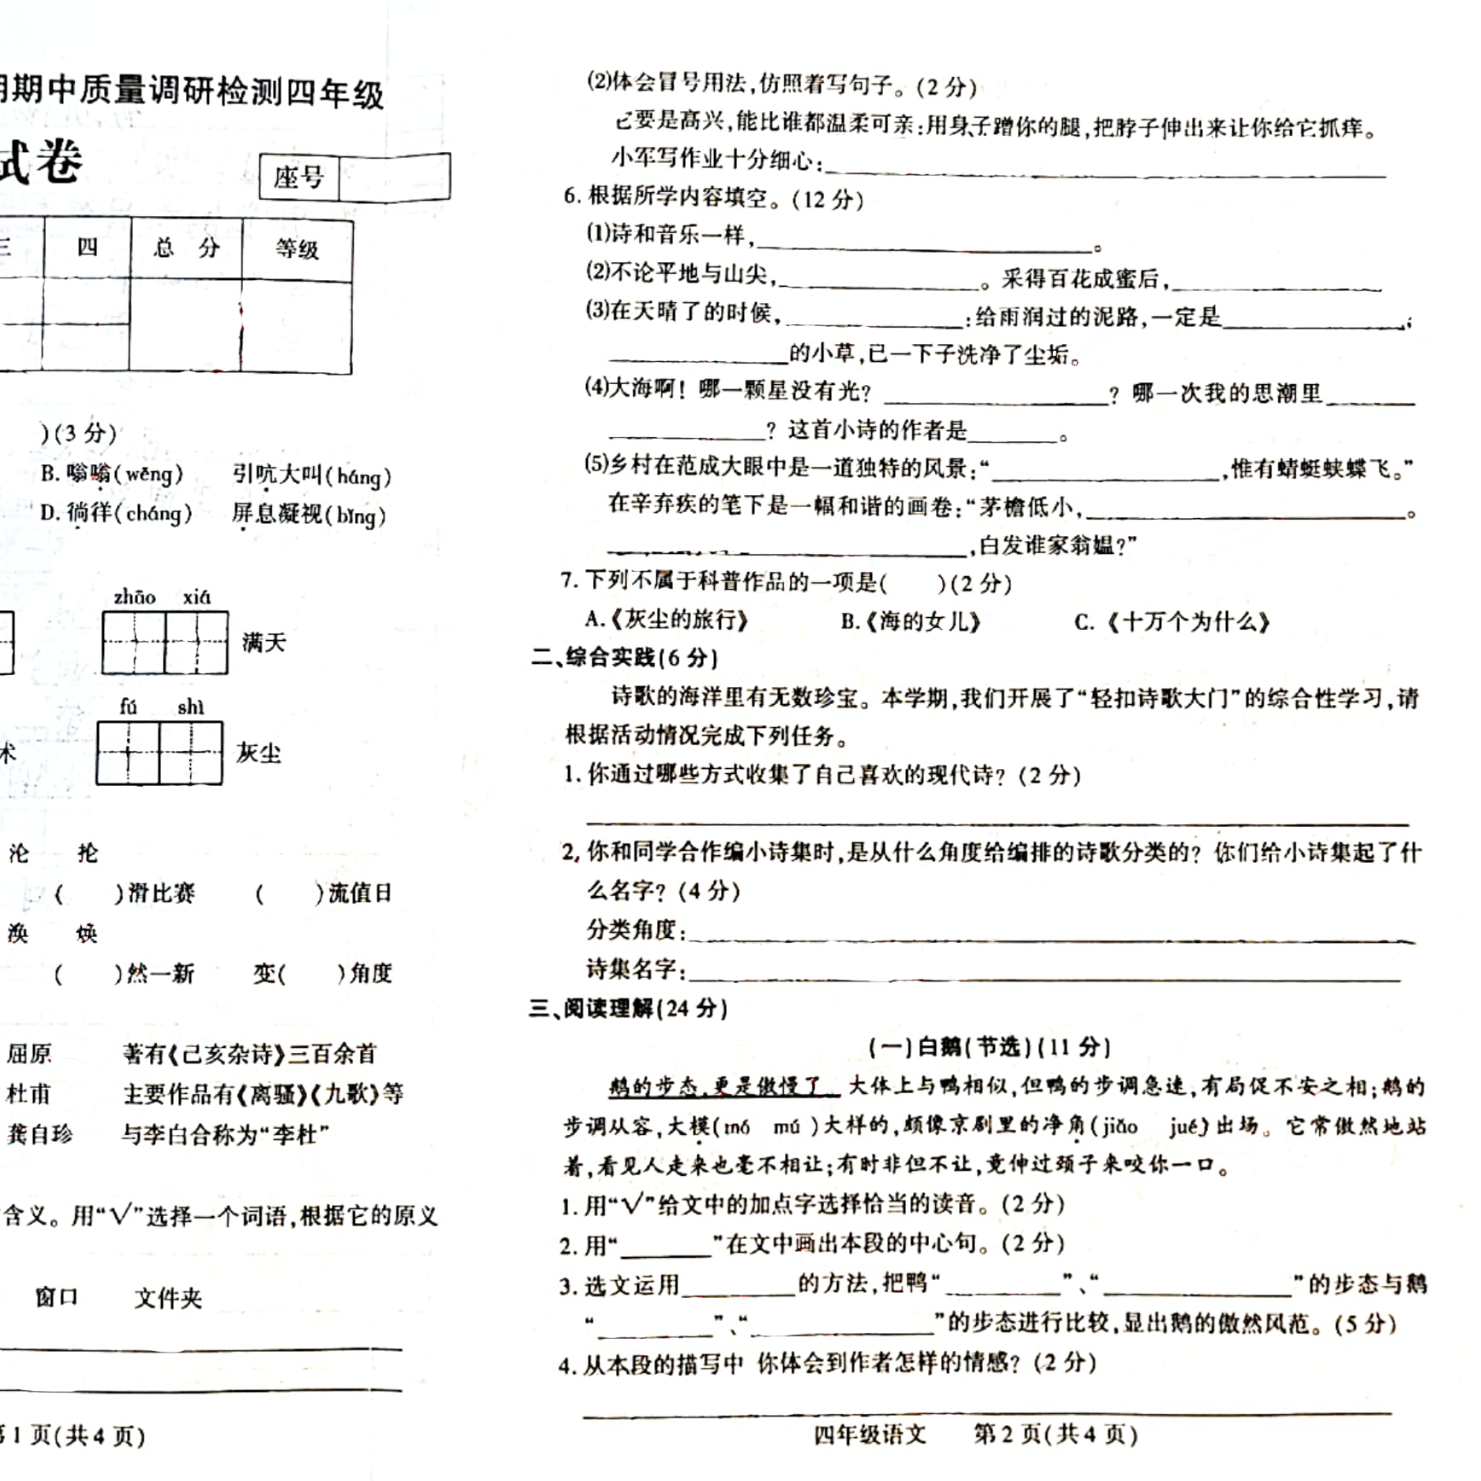 期中质量调研检测四年级
试卷
座号
三 四 总 分 等级
)(3 分)
B. 嗡嗡(wēng) 引吭大叫(háng)
D. 徜徉(cháng) 屏息凝视(bǐng)
zhāo xiá
满天
fú shì
术 灰尘
沦 抡
( )滑比赛 ( )流值日
涣 焕
( )然一新 变( )角度
屈原 著有《己亥杂诗》三百余首
杜甫 主要作品有《离骚》《九歌》等
龚自珍 与李白合称为“李杜”
含义。用“√”选择一个词语,根据它的原义
窗口 文件夹
第 1 页(共 4 页)
⑵体会冒号用法,仿照着写句子。(2 分)
它要是高兴,能比谁都温柔可亲:用身子蹭你的腿,把脖子伸出来让你给它抓痒。
小军写作业十分细心:
6. 根据所学内容填空。(12 分)
⑴诗和音乐一样,________。
⑵不论平地与山尖,________。采得百花成蜜后,________
⑶在天晴了的时候,________;给雨润过的泥路,一定是________;
________的小草,已一下子洗净了尘垢。
⑷大海啊!哪一颗星没有光?________?哪一次我的思潮里________
________?这首小诗的作者是________。
⑸乡村在范成大眼中是一道独特的风景:“________,惟有蜻蜓蛱蝶飞。”
在辛弃疾的笔下是一幅和谐的画卷:“茅檐低小,________。
________,白发谁家翁媪?”
7. 下列不属于科普作品的一项是( )(2 分)
A.《灰尘的旅行》 B.《海的女儿》 C.《十万个为什么》
二、综合实践(6 分)
诗歌的海洋里有无数珍宝。本学期,我们开展了“轻扣诗歌大门”的综合性学习,请
根据活动情况完成下列任务。
1. 你通过哪些方式收集了自己喜欢的现代诗?(2 分)
2. 你和同学合作编小诗集时,是从什么角度给编排的诗歌分类的?你们给小诗集起了什
么名字?(4 分)
分类角度:
诗集名字:
三、阅读理解(24 分)
(一)白鹅(节选)(11 分)
鹅的步态,更是傲慢了 大体上与鸭相似,但鸭的步调急速,有局促不安之相;鹅的
步调从容,大模(mó mú )大样的,颇像京剧里的净角(jiǎo jué)出场。它常傲然地站
着,看见人走来也毫不相让;有时非但不让,竟伸过颈子来咬你一口。
1. 用“√”给文中的加点字选择恰当的读音。(2 分)
2. 用“________”在文中画出本段的中心句。(2 分)
3. 选文运用________的方法,把鸭“________”、“________”的步态与鹅
“________”、“________”的步态进行比较,显出鹅的傲然风范。(5 分)
4. 从本段的描写中 你体会到作者怎样的情感?(2 分)
四年级语文 第 2 页(共 4 页)